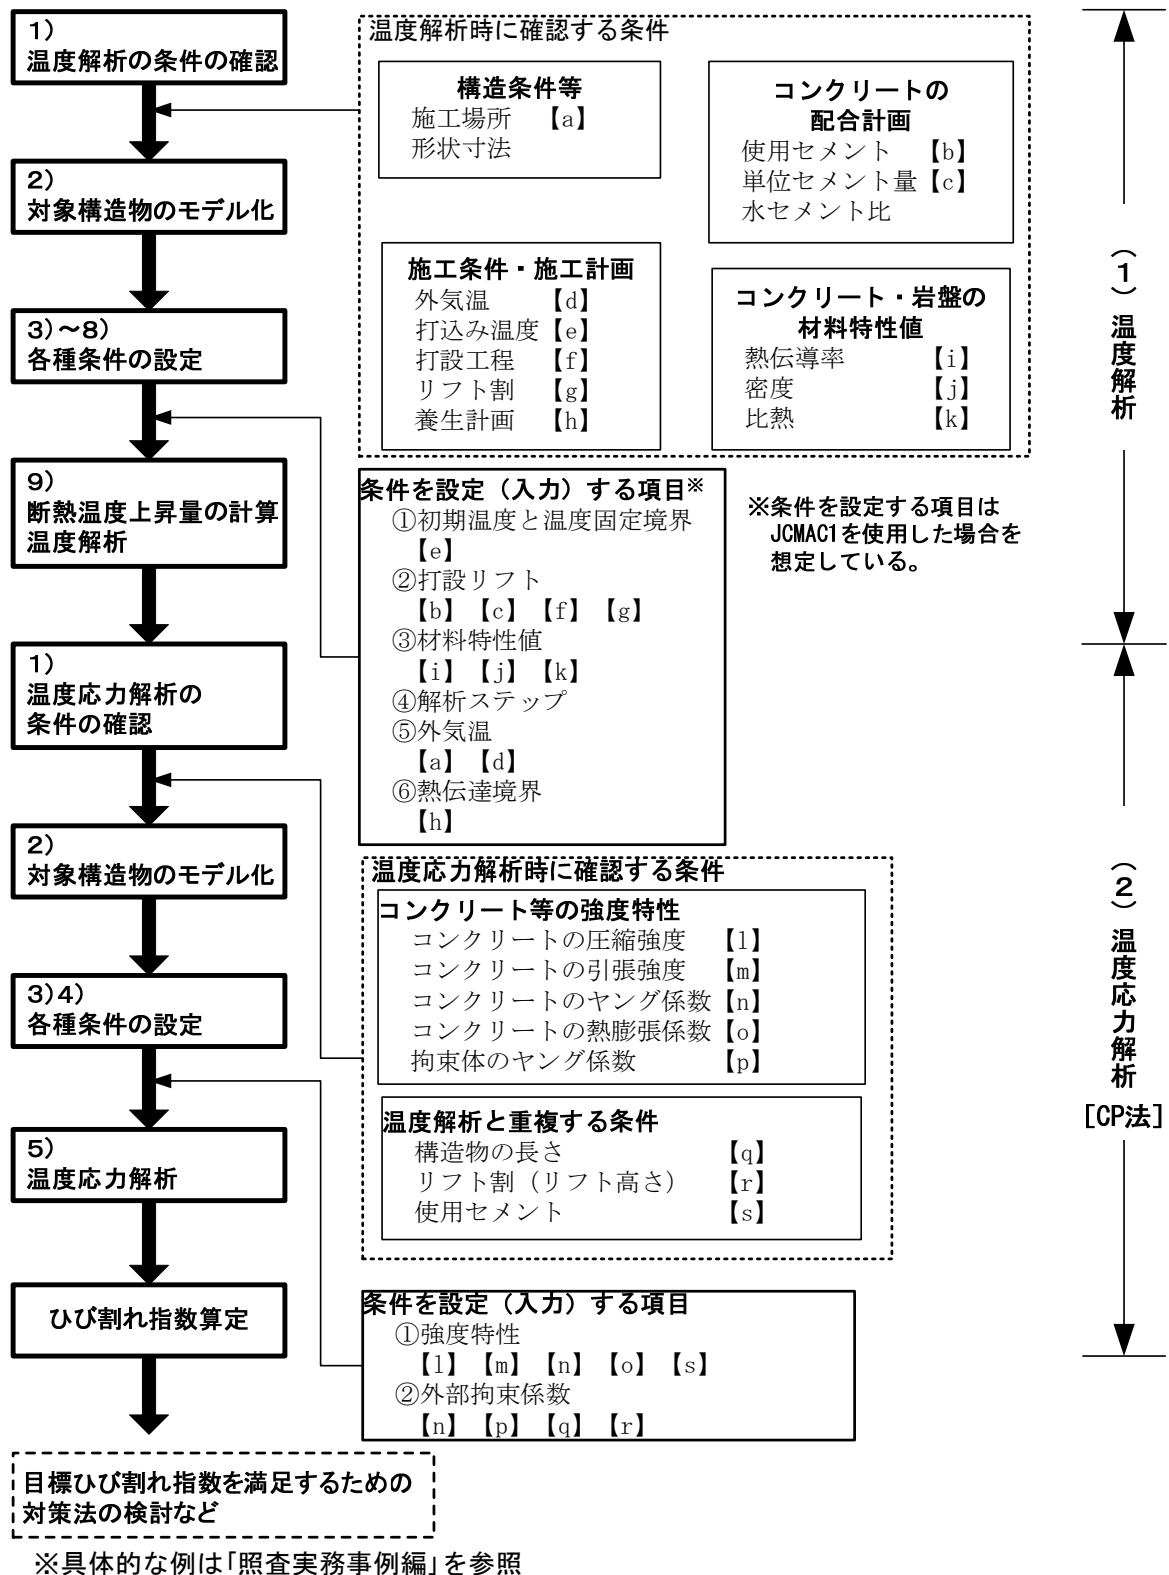 1)
温度解析の条件の確認
2)
対象構造物のモデル化
3)～8)
各種条件の設定
9)
断熱温度上昇量の計算
温度解析
1)
温度応力解析の
条件の確認
2)
対象構造物のモデル化
3)4)
各種条件の設定
5)
温度応力解析
ひび割れ指数算定
目標ひび割れ指数を満足するための
対策法の検討など
※具体的な例は「照査実務事例編」を参照
温度解析時に確認する条件
構造条件等
施工場所 【a】
形状寸法
コンクリートの
配合計画
使用セメント 【b】
単位セメント量【c】
水セメント比
施工条件・施工計画
外気温 【d】
打込み温度【e】
打設工程 【f】
リフト割 【g】
養生計画 【h】
コンクリート・岩盤の
材料特性値
熱伝導率 【i】
密度 【j】
比熱 【k】
条件を設定（入力）する項目※
①初期温度と温度固定境界
【e】
②打設リフト
【b】【c】【f】【g】
③材料特性値
【i】【j】【k】
④解析ステップ
⑤外気温
【a】【d】
⑥熱伝達境界
【h】
※条件を設定する項目は
JCMAC1を使用した場合を
想定している。
温度応力解析時に確認する条件
コンクリート等の強度特性
コンクリートの圧縮強度 【l】
コンクリートの引張強度 【m】
コンクリートのヤング係数【n】
コンクリートの熱膨張係数【o】
拘束体のヤング係数 【p】
温度解析と重複する条件
構造物の長さ 【q】
リフト割（リフト高さ） 【r】
使用セメント 【s】
条件を設定（入力）する項目
①強度特性
【l】【m】【n】【o】【s】
②外部拘束係数
【n】【p】【q】【r】
（1）温度解析
（2）温度応力解析
[CP法]